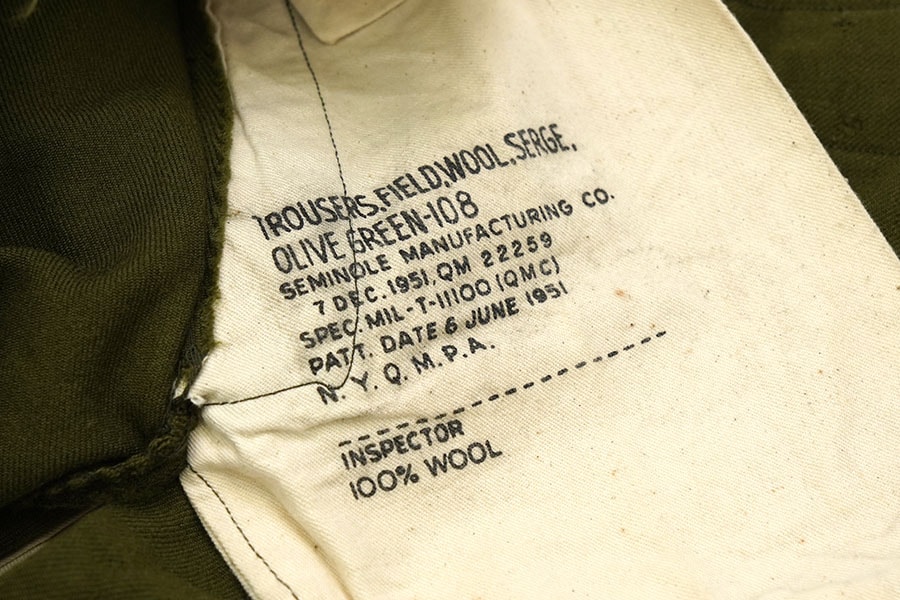 TROUSERS, FIELD, WOOL, SERGE,
OLIVE GREEN-108
SEMINOLE MANUFACTURING CO.
7 DEC. 1951, QM 22259
SPEC. MIL-T-11100 (QMC)
PATT. DATE 6 JUNE 1951
N. Y. Q. M. P. A.
INSPECTOR
100% WOOL